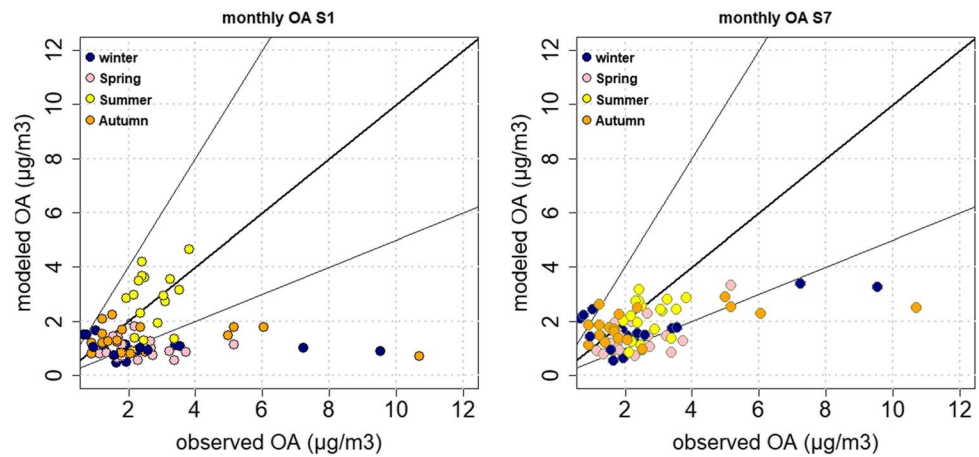 monthly OA S1
winter
Spring
Summer
Autumn
12
10
8
6
4
2
0
modeled OA (µg/m3)
2 4 6 8 10 12
observed OA (µg/m3)
monthly OA S7
winter
Spring
Summer
Autumn
12
10
8
6
4
2
0
modeled OA (µg/m3)
2 4 6 8 10 12
observed OA (µg/m3)